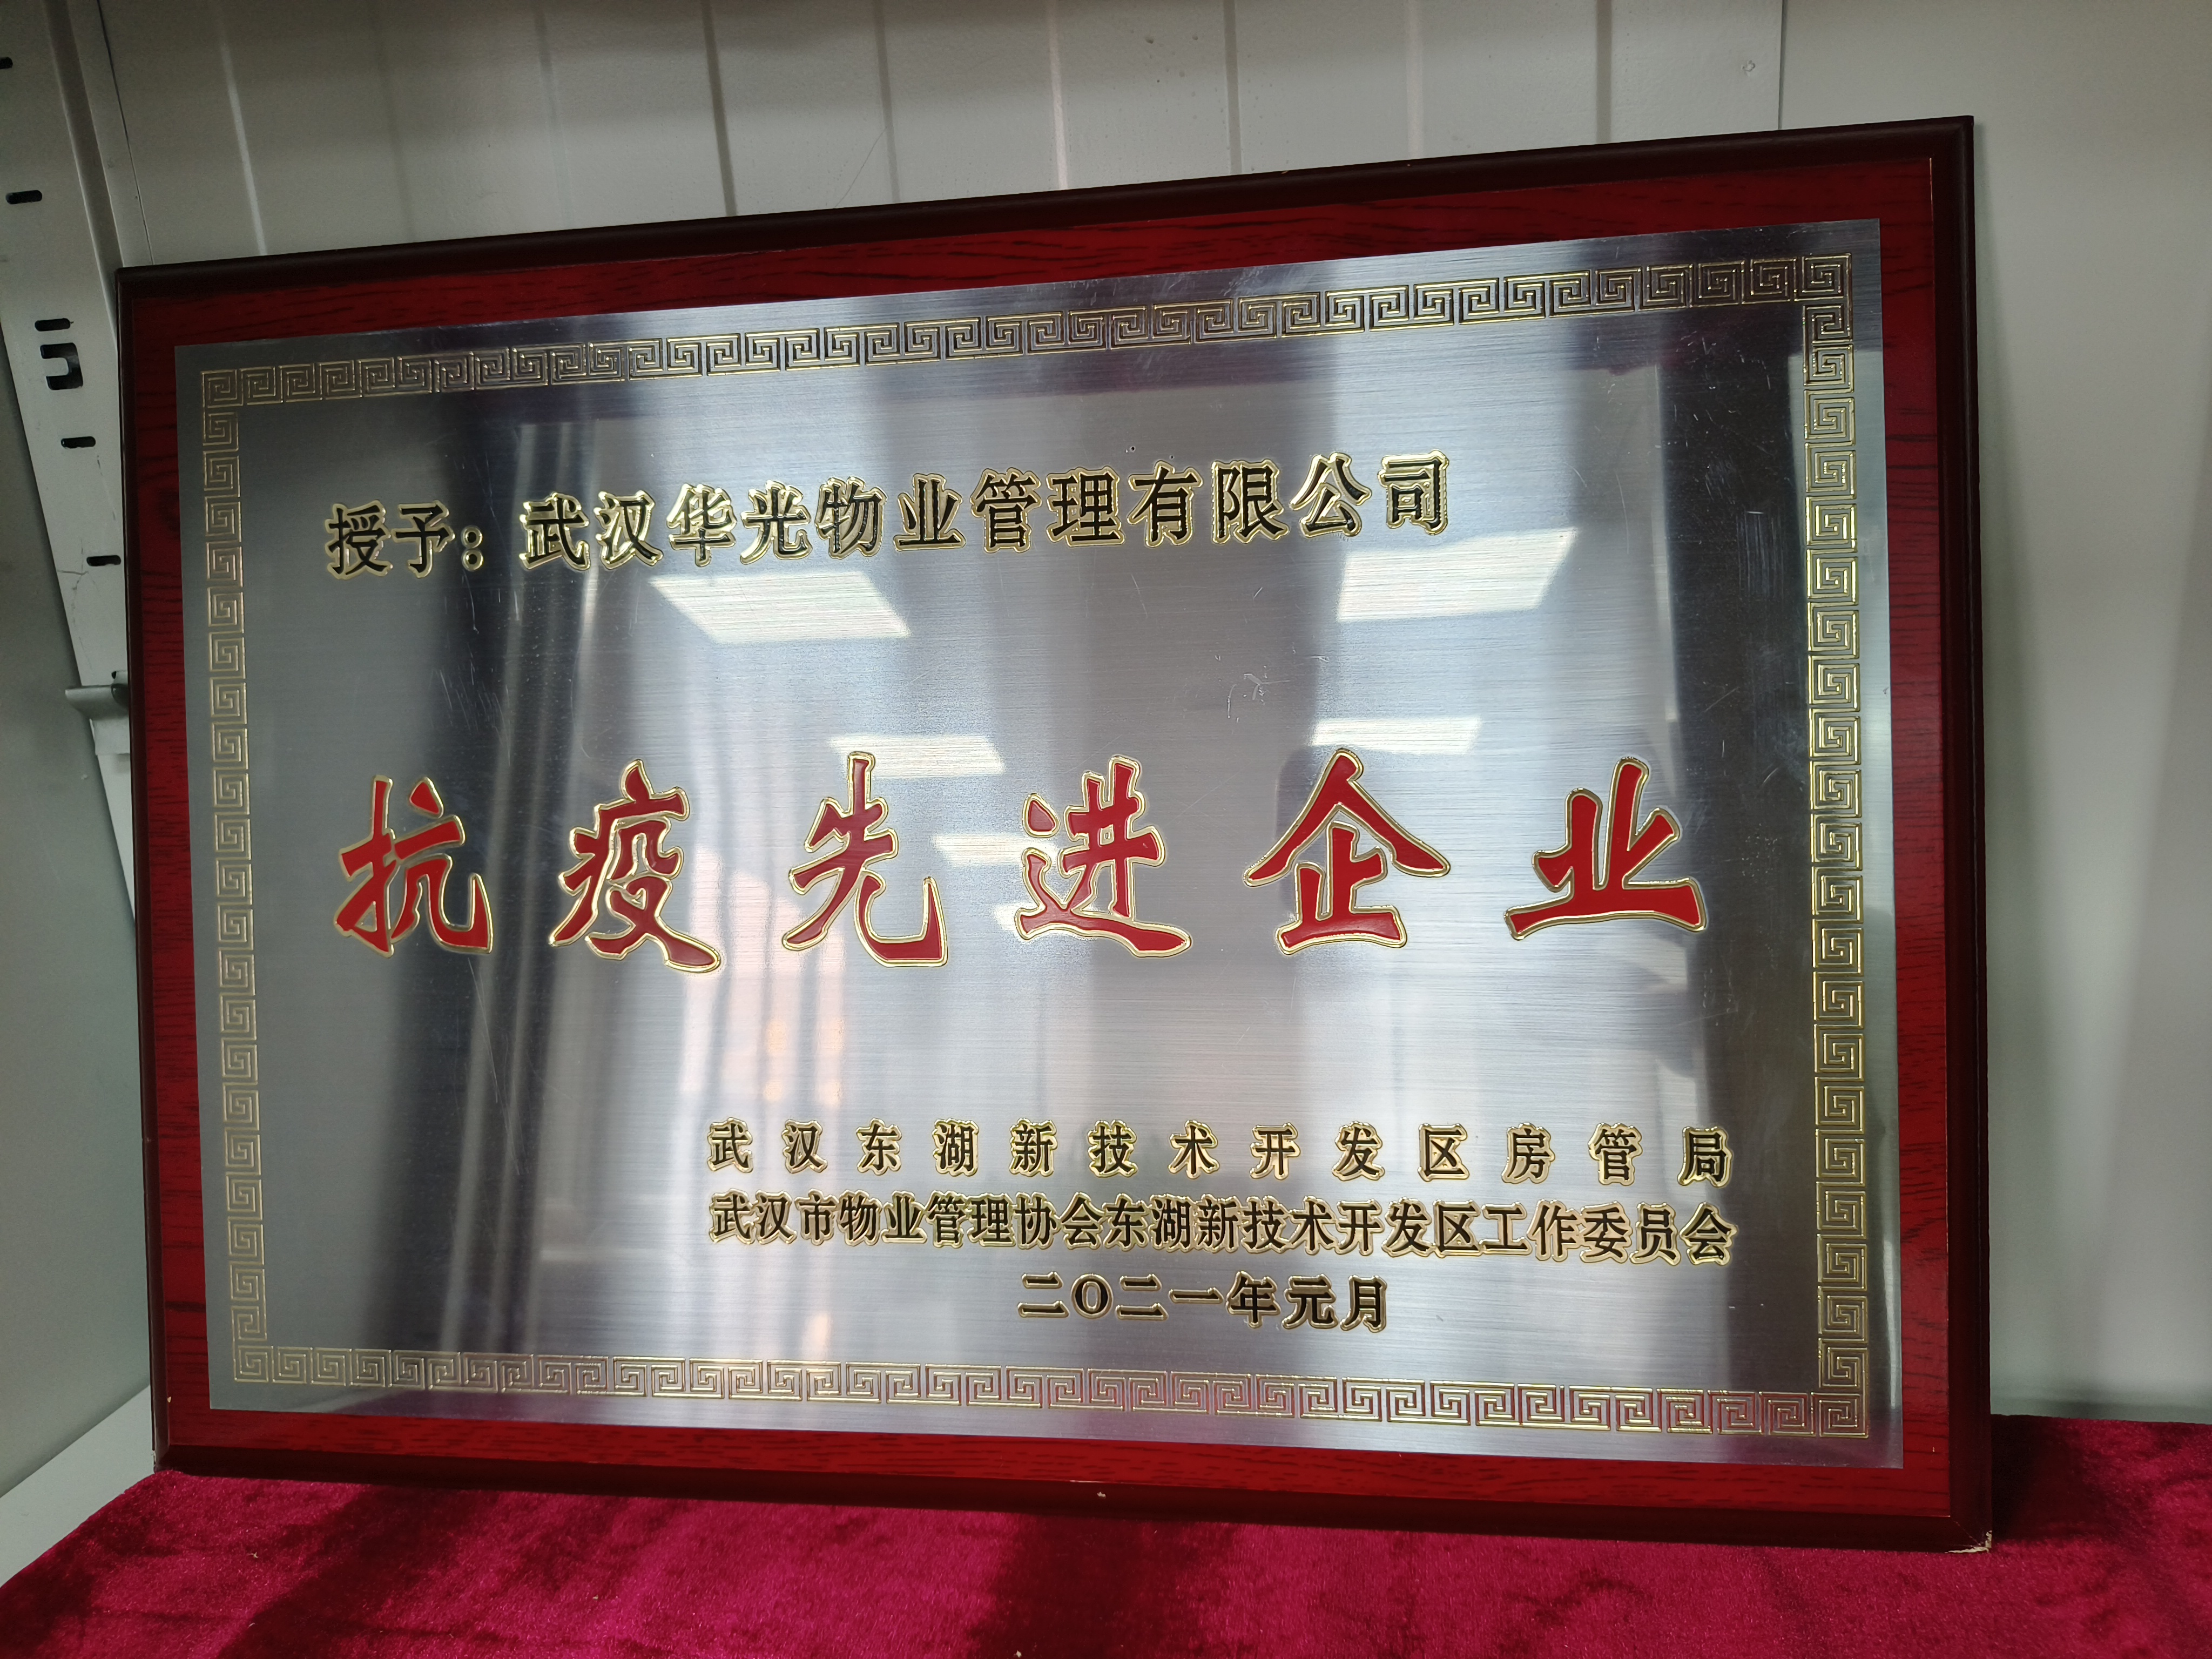 授予：武汉华光物业管理有限公司
抗疫先进企业
武汉东湖新技术开发区房管局
武汉市物业管理协会东湖新技术开发区工作委员会
二〇二一年元月